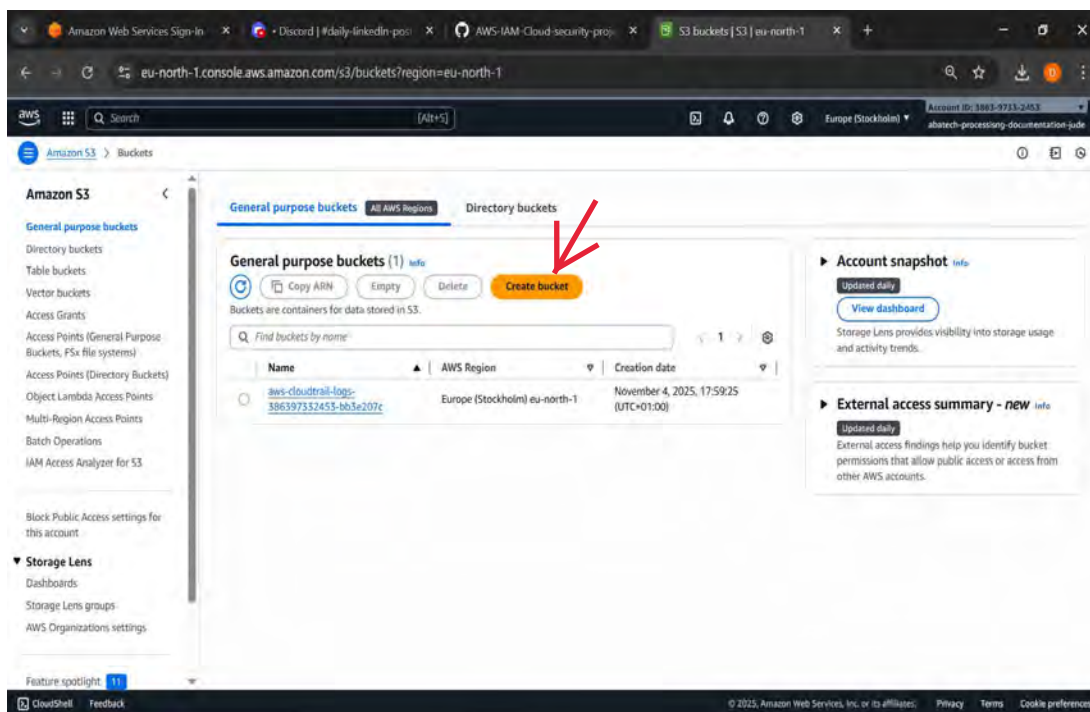 Amazon Web Services Sign-In
• Discord | #daily-linkedin-post
AWS-IAM-Cloud-security-proj
S3 buckets | S3 | eu-north-1
eu-north-1.console.aws.amazon.com/s3/buckets?region=eu-north-1
D
aws
Search
[Alt+S]
Europe (Stockholm)
Account ID: 3863-9733-2453
abatech-processisng-documentation-jude
Amazon S3 > Buckets
Amazon S3
General purpose buckets
Directory buckets
Table buckets
Vector buckets
Access Grants
Access Points (General Purpose
Buckets, FSx file systems)
Access Points (Directory Buckets)
Object Lambda Access Points
Multi-Region Access Points
Batch Operations
IAM Access Analyzer for S3
Block Public Access settings for
this account
Storage Lens
Dashboards
Storage Lens groups
AWS Organizations settings
Feature spotlight 11
General purpose buckets All AWS Regions
Directory buckets
General purpose buckets (1) Info
Copy ARN
Empty
Delete
Create bucket
Buckets are containers for data stored in S3.
Find buckets by name
1
Name
AWS Region
Creation date
aws-cloudtrail-logs-
386397332453-bb3e207c
Europe (Stockholm) eu-north-1
November 4, 2025, 17:59:25
(UTC+01:00)
Account snapshot Info
Updated daily
View dashboard
Storage Lens provides visibility into storage usage
and activity trends.
External access summary - new Info
Updated daily
External access findings help you identify bucket
permissions that allow public access or access from
other AWS accounts.
CloudShell
Feedback
© 2025, Amazon Web Services, Inc. or its affiliates.
Privacy
Terms
Cookie preferences